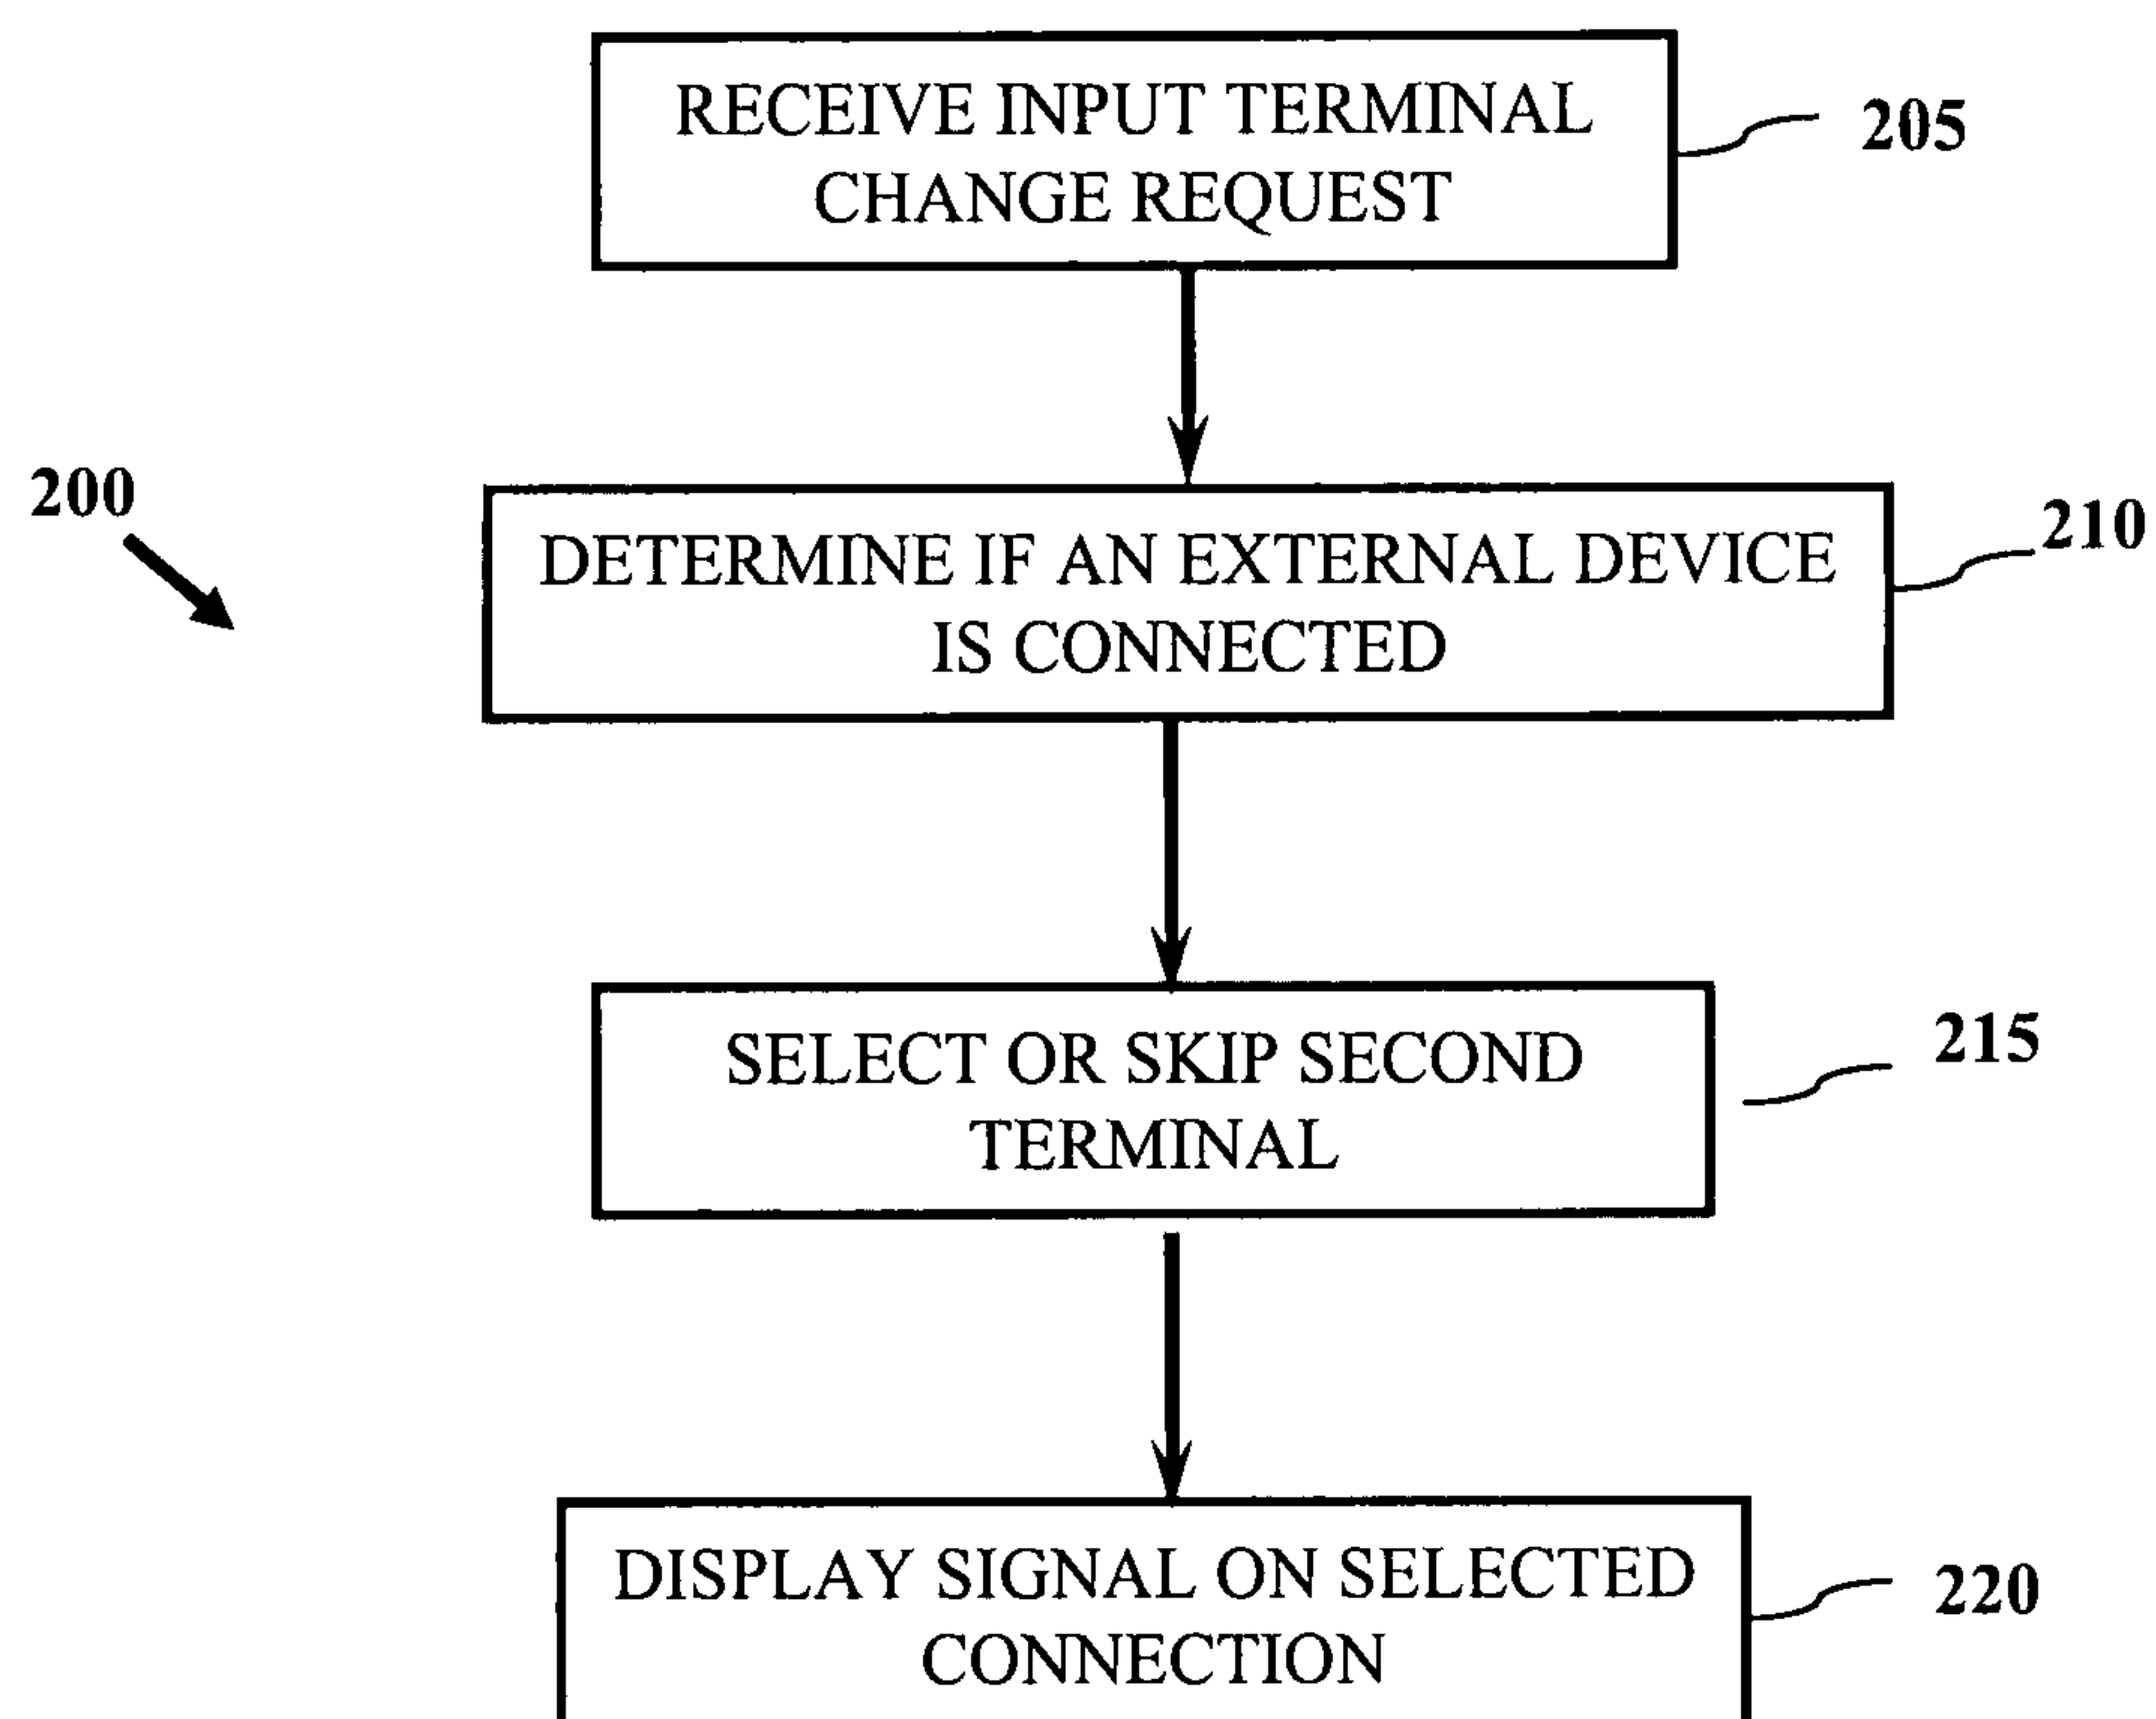 RECEIVE INPUT TERMINAL
CHANGE REQUEST
205
200
DETERMINE IF AN EXTERNAL DEVICE
IS CONNECTED
210
SELECT OR SKIP SECOND
TERMINAL
215
DISPLAY SIGNAL ON SELECTED
CONNECTION
220